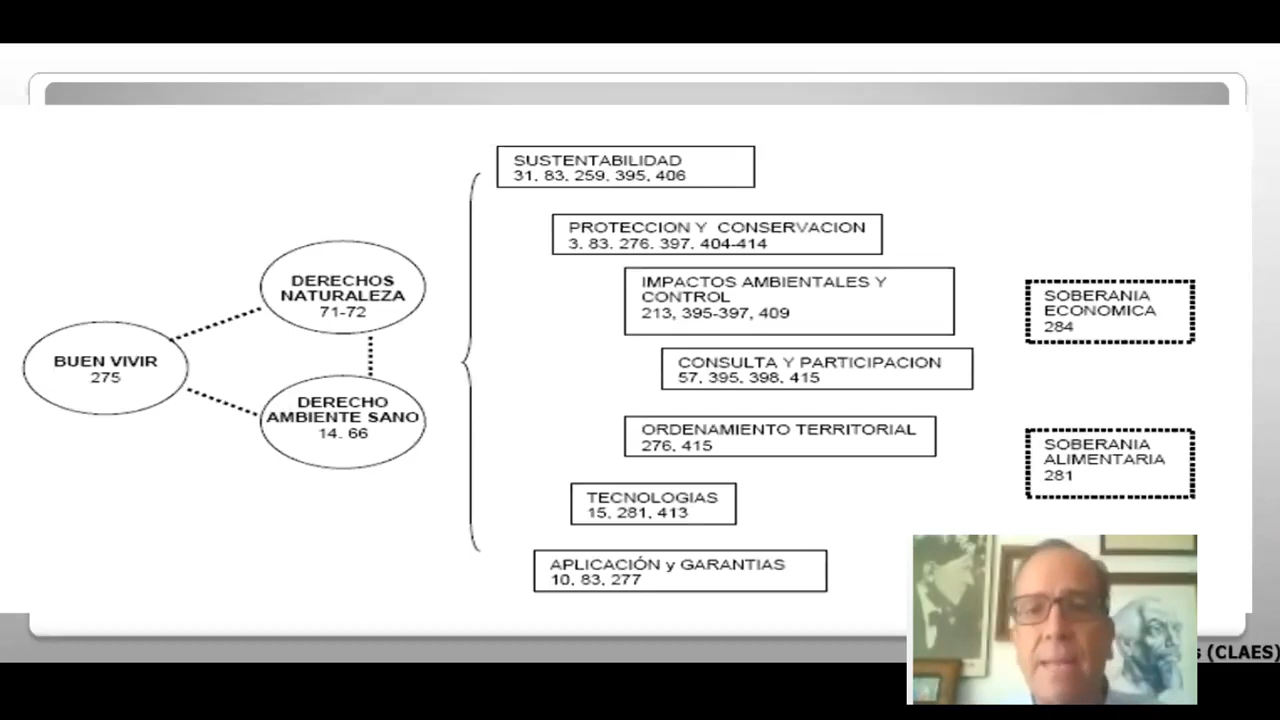 BUEN VIVIR
275
DERECHOS
NATURALEZA
71-72
DERECHO
AMBIENTE SANO
14. 66
SUSTENTABILIDAD
31, 83, 259, 395, 406
PROTECCION Y CONSERVACION
3, 83, 276, 397, 404-414
IMPACTOS AMBIENTALES Y
CONTROL
213, 395-397, 409
CONSULTA Y PARTICIPACION
57, 395, 398, 415
ORDENAMIENTO TERRITORIAL
276, 415
TECNOLOGIAS
15, 281, 413
APLICACIÓN y GARANTIAS
10, 83, 277
SOBERANIA
ECONOMICA
284
SOBERANIA
ALIMENTARIA
281
(CLAES)